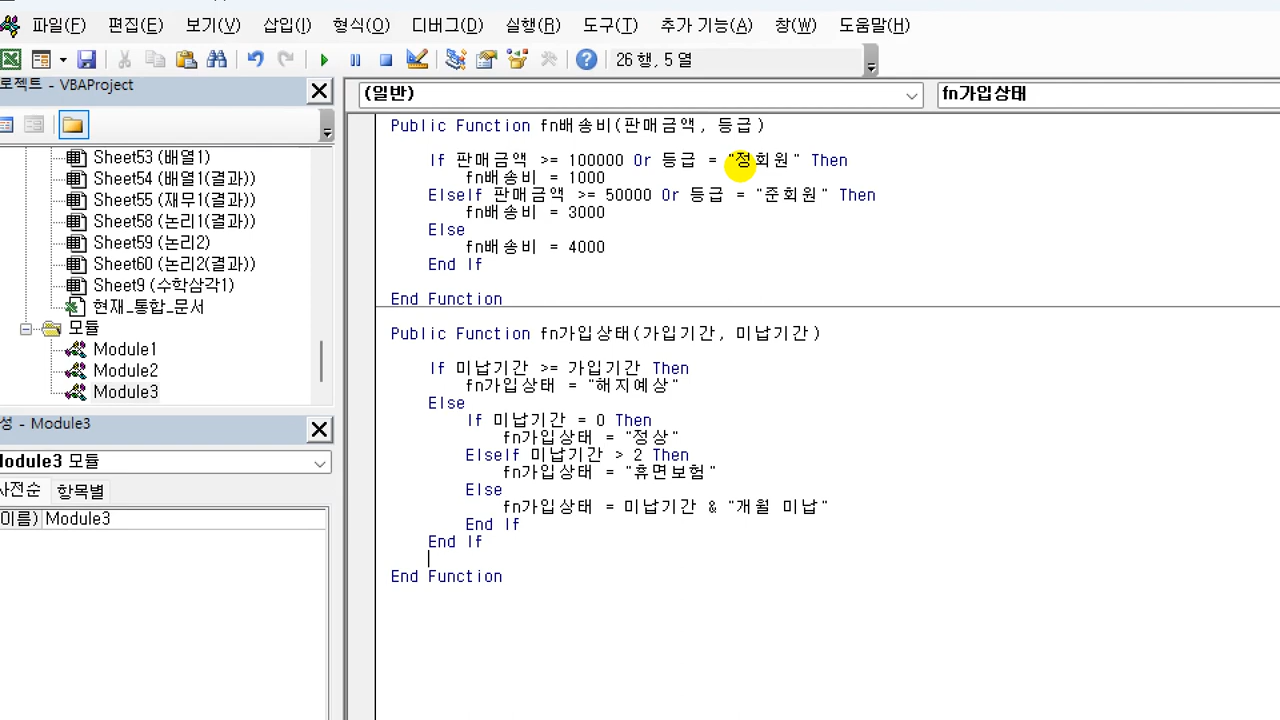 파일(F) 편집(E) 보기(V) 삽입(I) 형식(O) 디버그(D) 실행(R) 도구(T) 추가 기능(A) 창(W) 도움말(H)
26 행, 5 열
로젝트 - VBAProject
(일반)
fn가입상태
Sheet53 (배열1)
Sheet54 (배열1(결과))
Sheet55 (재무1(결과))
Sheet58 (논리1(결과))
Sheet59 (논리2)
Sheet60 (논리2(결과))
Sheet9 (수학삼각1)
현재_통합_문서
모듈
Module1
Module2
Module3
성 - Module3
Module3 모듈
사전순 항목별
이름) Module3
Public Function fn배송비(판매금액, 등급)
If 판매금액 >= 100000 Or 등급 = "정회원" Then
fn배송비 = 1000
ElseIf 판매금액 >= 50000 Or 등급 = "준회원" Then
fn배송비 = 3000
Else
fn배송비 = 4000
End If
End Function
Public Function fn가입상태(가입기간, 미납기간)
If 미납기간 >= 가입기간 Then
fn가입상태 = "해지예상"
Else
If 미납기간 = 0 Then
fn가입상태 = "정상"
ElseIf 미납기간 > 2 Then
fn가입상태 = "휴면보험"
Else
fn가입상태 = 미납기간 & "개월 미납"
End If
End If
End Function